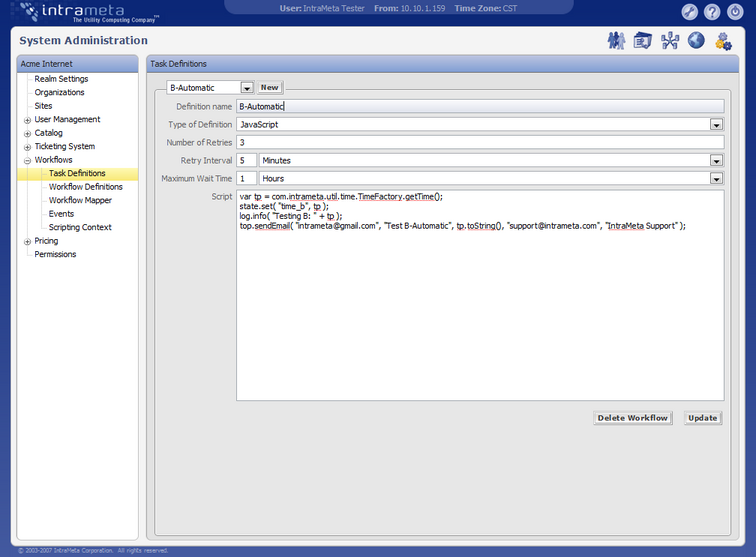 intrameta
The Utility Computing Company™
User: IntraMeta Tester From: 10.10.1.159 Time Zone: CST
System Administration
Acme Internet
Realm Settings
Organizations
Sites
User Management
Catalog
Ticketing System
Workflows
Task Definitions
Workflow Definitions
Workflow Mapper
Events
Scripting Context
Pricing
Permissions
Task Definitions
B-Automatic New
Definition name B-Automatic
Type of Definition JavaScript
Number of Retries 3
Retry Interval 5 Minutes
Maximum Wait Time 1 Hours
Script var tp = com.intrameta.util.time.TimeFactory.getTime();
state.set( "time_b", tp );
log.info( "Testing B: " + tp );
top.sendEmail( "intrameta@gmail.com", "Test B-Automatic", tp.toString(), "support@intrameta.com", "IntraMeta Support" );
Delete Workflow Update
© 2003-2007 IntraMeta Corporation. All rights reserved.